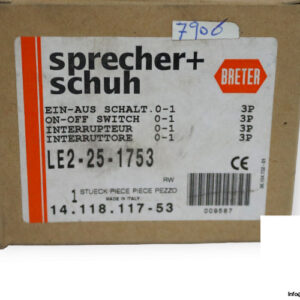 7906
sprecher+
schuh
BRETER
EIN-AUS SCHALT.0-1 3P
ON-OFF SWITCH 0-1 3P
INTERRUPTEUR 0-1 3P
INTERRUTTORE 0-1 3P
LE2-25-1753
CE
RW
1 STUECK PIECE PIECE PEZZO
MADE IN ITALY
14.118.117-53
009587